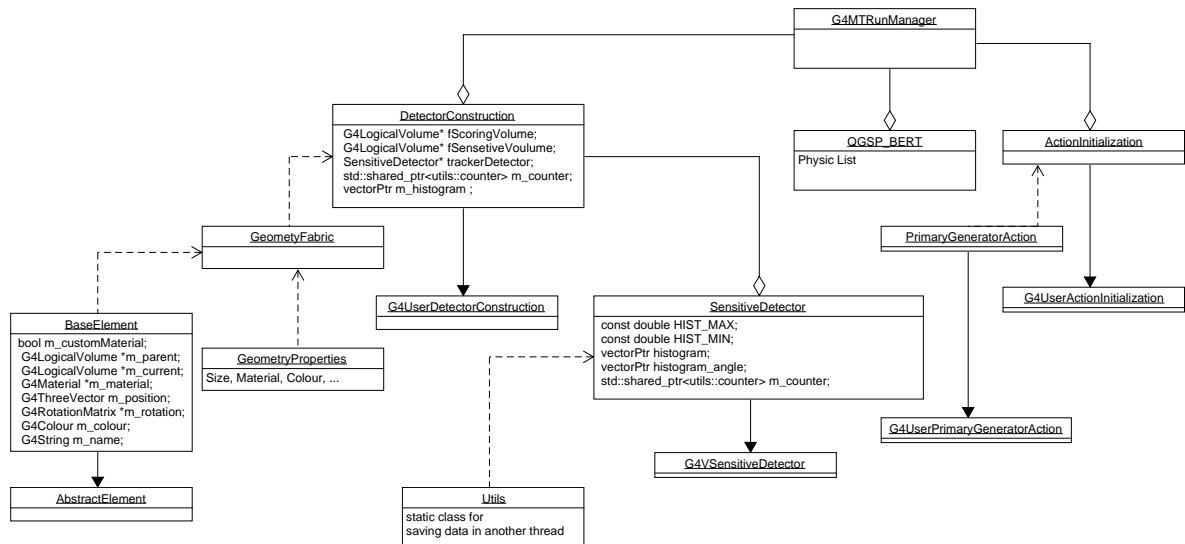 G4MTRunManager
DetectorConstruction
G4LogicalVolume* fScoringVolume;
G4LogicalVolume* fSensetiveVoulume;
SensitiveDetector* trackerDetector;
std::shared_ptr<utils::counter> m_counter;
vectorPtr m_histogram ;
QGSP_BERT
Physic List
ActionInitialization
GeometyFabric
PrimaryGeneratorAction
G4UserDetectorConstruction
SensitiveDetector
const double HIST_MAX;
const double HIST_MIN;
vectorPtr histogram;
vectorPtr histogram_angle;
std::shared_ptr<utils::counter> m_counter;
G4UserActionInitialization
BaseElement
bool m_customMaterial;
G4LogicalVolume *m_parent;
G4LogicalVolume *m_current;
G4Material *m_material;
G4ThreeVector m_position;
G4RotationMatrix *m_rotation;
G4Colour m_colour;
G4String m_name;
GeometryProperties
Size, Material, Colour, ...
G4UserPrimaryGeneratorAction
G4VSensitiveDetector
AbstractElement
Utils
static class for
saving data in another thread